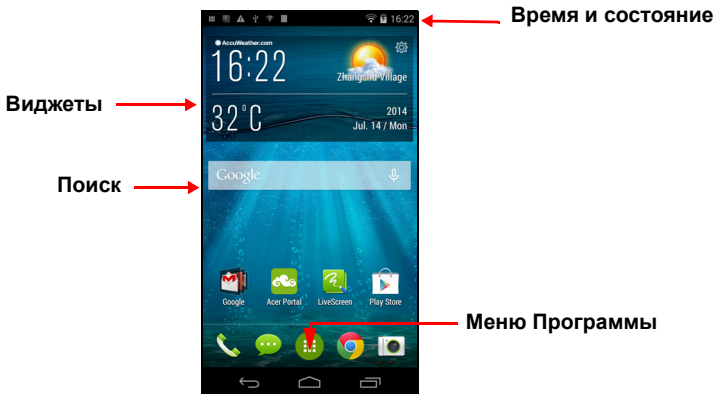 Время и состояние
16:22
AccuWeather.com
16:22
Zhangshu Village
Виджеты
32°C
2014
Jul. 14 / Mon
Поиск
Google
Google
Acer Portal
LiveScreen
Play Store
Меню Программы